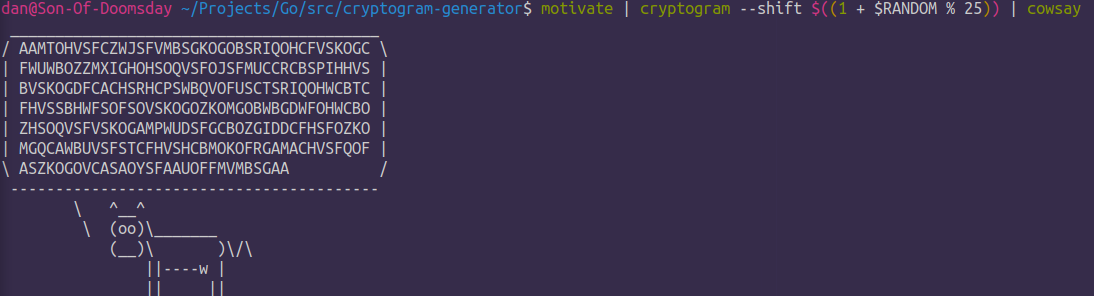 dan@Son-Of-Doomsday ~/Projects/Go/src/cryptogram-generator$ motivate | cryptogram --shift $((1 + $RANDOM % 25)) | cowsay
 _________________________________________
/ AAMTOHVSFCZWJSFVMBSGKOGOBSRIQOHCFVSKOGC \
| FWUWBOZZMXIGHOHSOQVSFOJSFMUCCRCBSPIHHVS |
| BVSKOGDFCACHSRHCPSWBQVOFUSCTSRIQOHWCBTC |
| FHVSSBHWFSOFSOVSKOGOZKOMGOBWBGDWFOHWCBO |
| ZHSOQVSFVSKOGAMPWUDSFGCBOZGIDDCFHSFOZKO |
| MGQCAWBUVSFSTCFHVSHCBMOKOFRGAMACHVSFQOF |
\ ASZKOGOVCASAOYSFAAUOFFMVMBSGAA          /
 -----------------------------------------
        \   ^__^
         \  (oo)\_______
            (__)\       )\/\
                ||----w |
                ||     ||